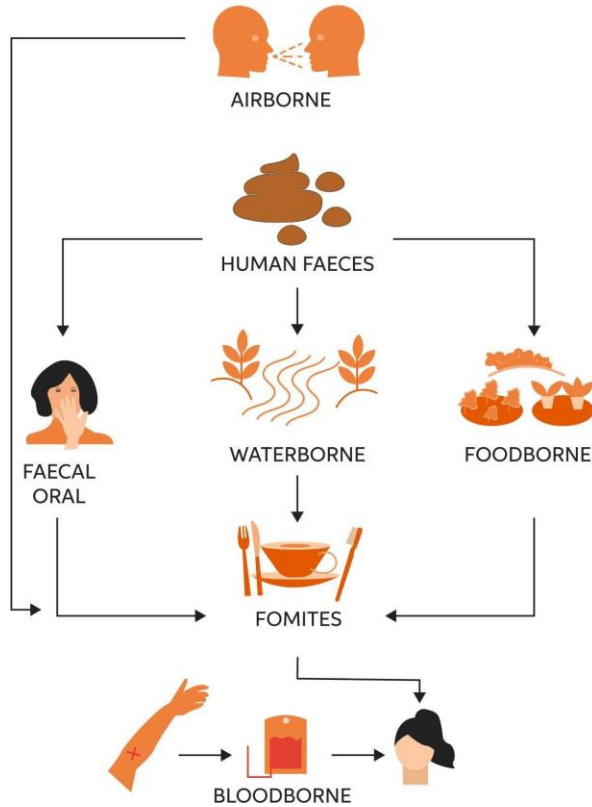 AIRBORNE
HUMAN FAECES
FAECAL
ORAL
WATERBORNE
FOODBORNE
FOMITES
BLOODBORNE